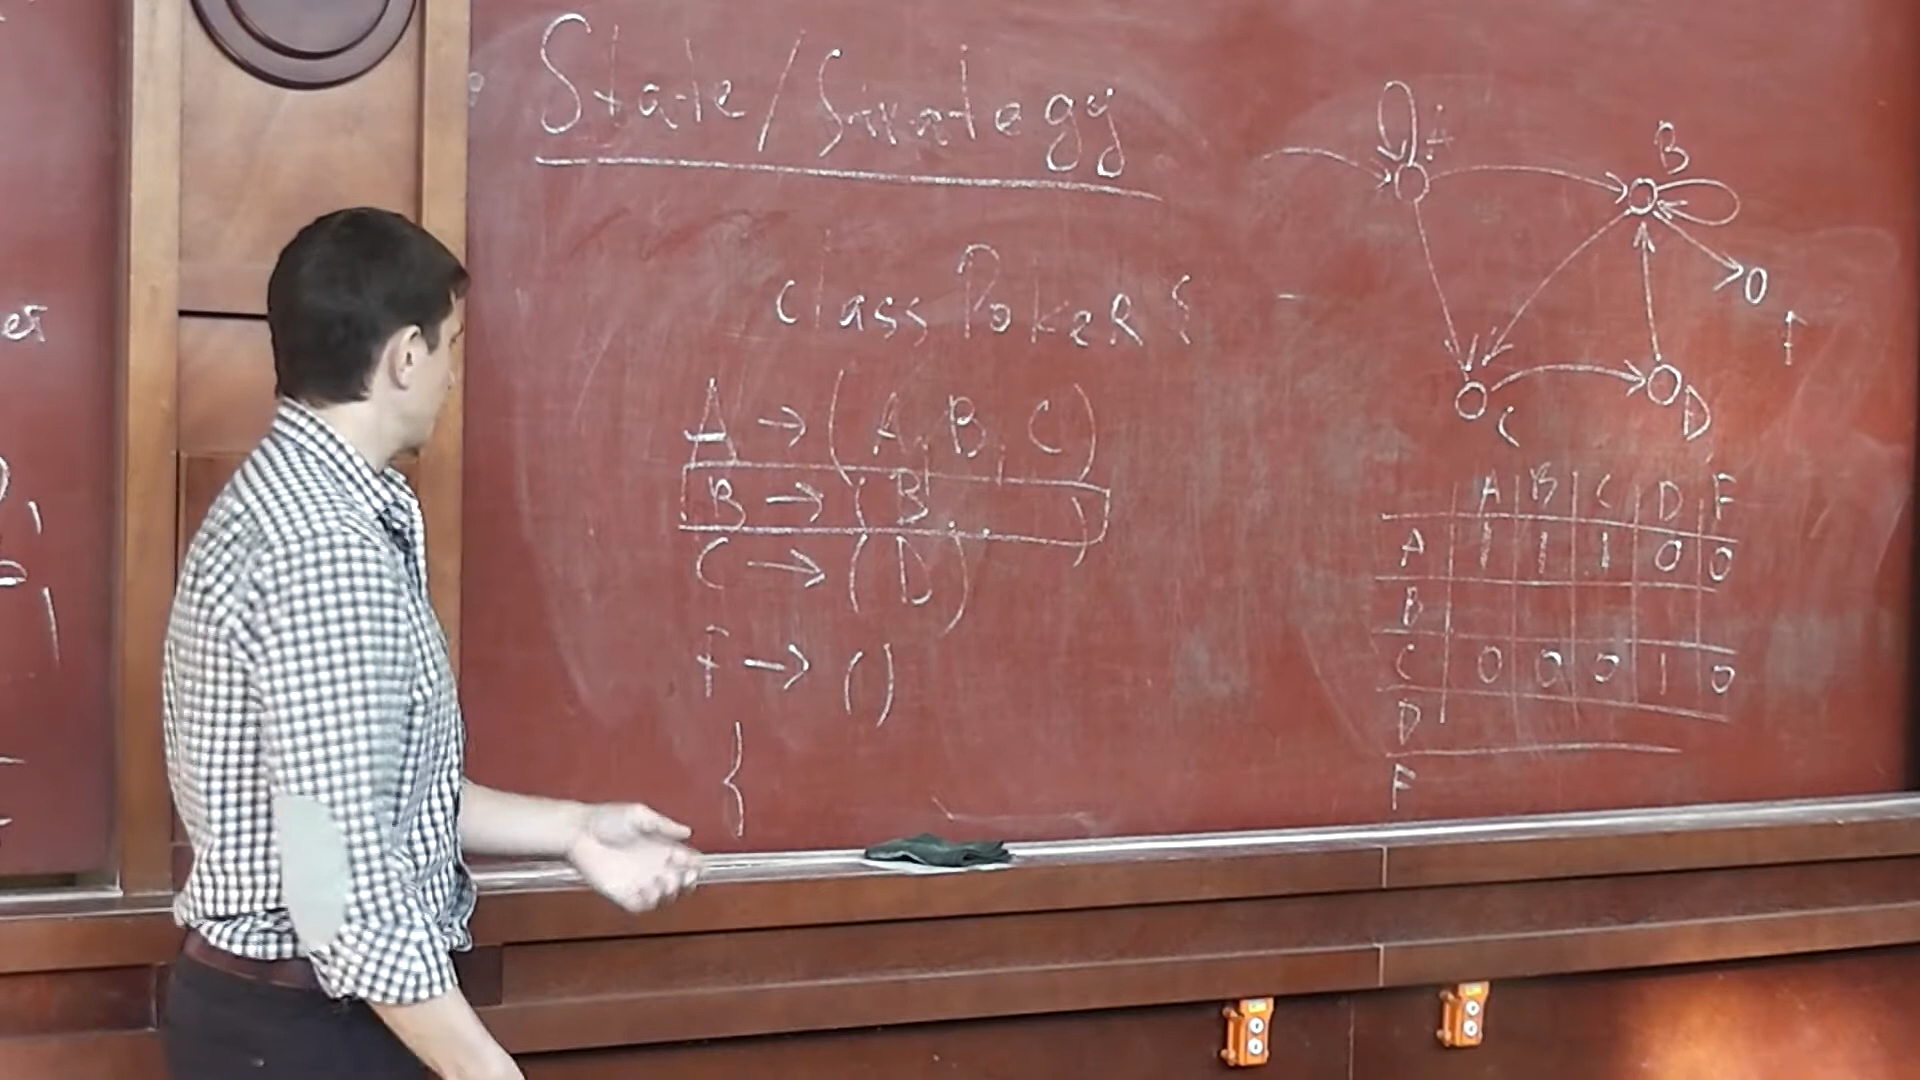 State/Strategy
class PokeR {
A → (A, B, C)
B → (B, . . )
C → (D)
F → ()
}
A
B
F
C
D
A B C D F
A 1 1 1 0 0
B
C 0 0 0 1 0
D
F